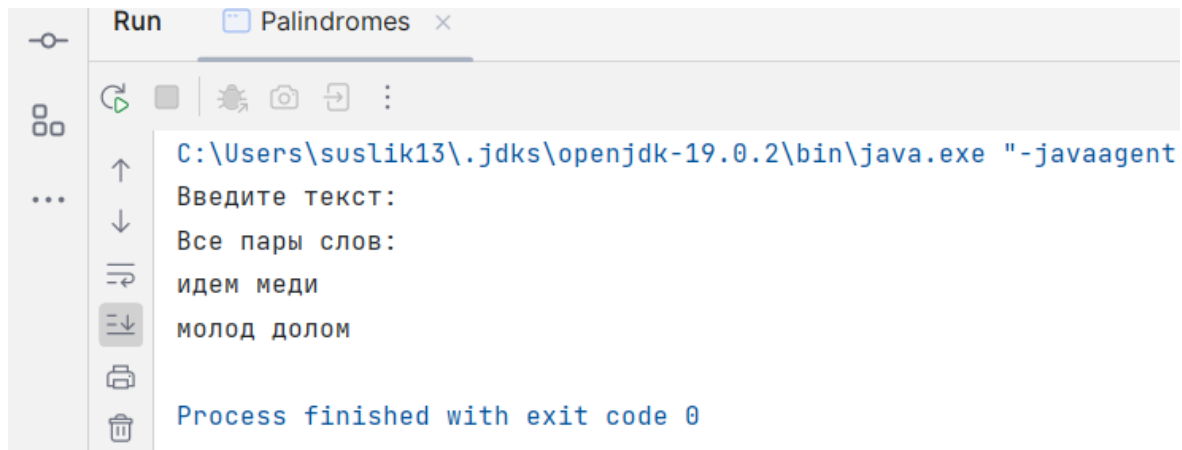 Run Palindromes
C:\Users\suslik13\.jdks\openjdk-19.0.2\bin\java.exe "-javaagent
Введите текст:
Все пары слов:
идем меди
молод долом
Process finished with exit code 0